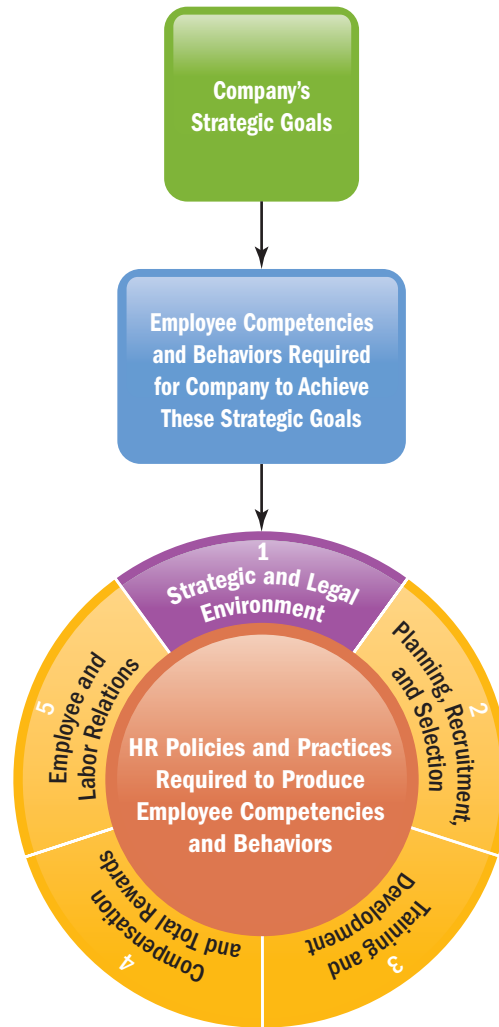 Company's
Strategic Goals
Employee Competencies
and Behaviors Required
for Company to Achieve
These Strategic Goals
1
Strategic and Legal
Environment
2
Planning, Recruitment,
and Selection
3
Training and
Development
4
Compensation
and Total Rewards
5
Employee and
Labor Relations
HR Policies and Practices
Required to Produce
Employee Competencies
and Behaviors